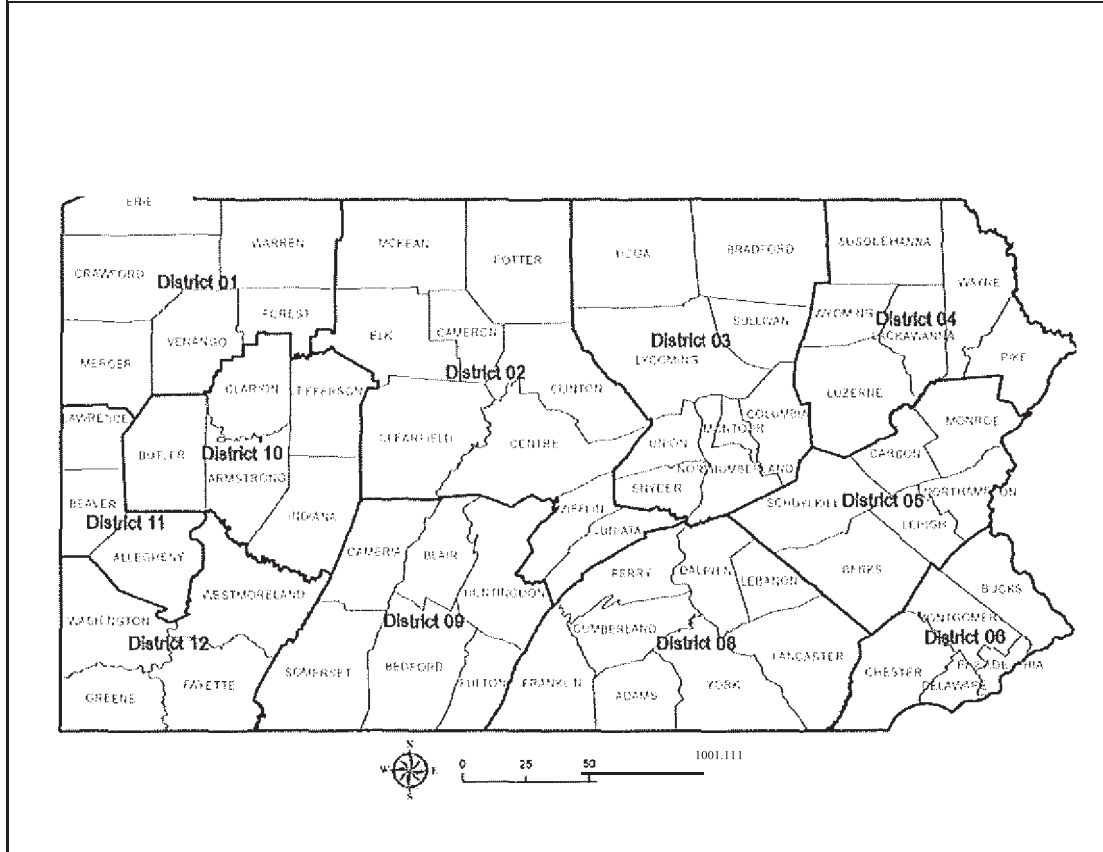 ERIE
WARREN
MCKEAN
POTTER
TIOGA
BRADFORD
SUSQUEHANNA
WAYNE
CRAWFORD
District 01
FOREST
ELK
CAMERON
SULLIVAN
WYOMING
District 04
LACKAWANNA
PIKE
MERCER
VENANGO
District 02
LYCOMING
District 03
CLARION
JEFFERSON
CLINTON
LUZERNE
LAWRENCE
COLUMBIA
MONROE
BUTLER
District 10
CLEARFIELD
CENTRE
UNION
MONTOUR
CARBON
ARMSTRONG
NORTHUMBERLAND
SNYDER
SCHUYLKILL
District 05
NORTHAMPTON
BEAVER
District 11
INDIANA
MIFFLIN
JUNIATA
LEHIGH
ALLEGHENY
CAMBRIA
BLAIR
PERRY
DAUPHIN
LEBANON
BERKS
BUCKS
WESTMORELAND
HUNTINGDON
WASHINGTON
District 12
District 09
CUMBERLAND
District 08
MONTGOMERY
District 06
LANCASTER
SOMERSET
BEDFORD
FULTON
FRANKLIN
ADAMS
YORK
CHESTER
DELAWARE
PHILADELPHIA
GREENE
FAYETTE
S
W E
S
0 25 50
1001.111